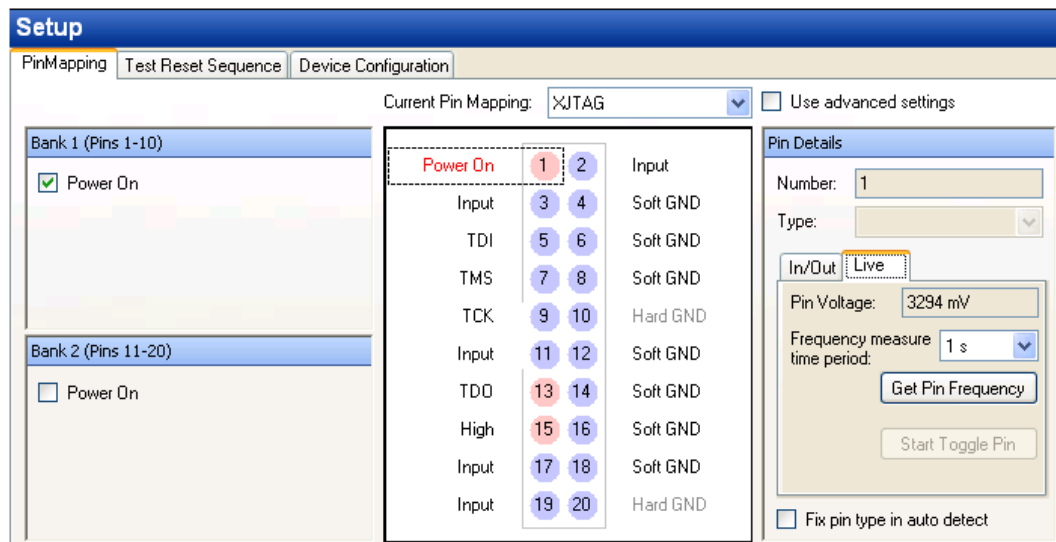 Setup
PinMapping Test Reset Sequence Device Configuration
Current Pin Mapping: XJTAG Use advanced settings
Bank 1 (Pins 1-10)
Power On
Bank 2 (Pins 11-20)
Power On
Power On 1 2 Input
Input 3 4 Soft GND
TDI 5 6 Soft GND
TMS 7 8 Soft GND
TCK 9 10 Hard GND
Input 11 12 Soft GND
TDO 13 14 Soft GND
High 15 16 Soft GND
Input 17 18 Soft GND
Input 19 20 Hard GND
Pin Details
Number: 1
Type:
In/Out Live
Pin Voltage: 3294 mV
Frequency measure
time period: 1 s
Get Pin Frequency
Start Toggle Pin
Fix pin type in auto detect